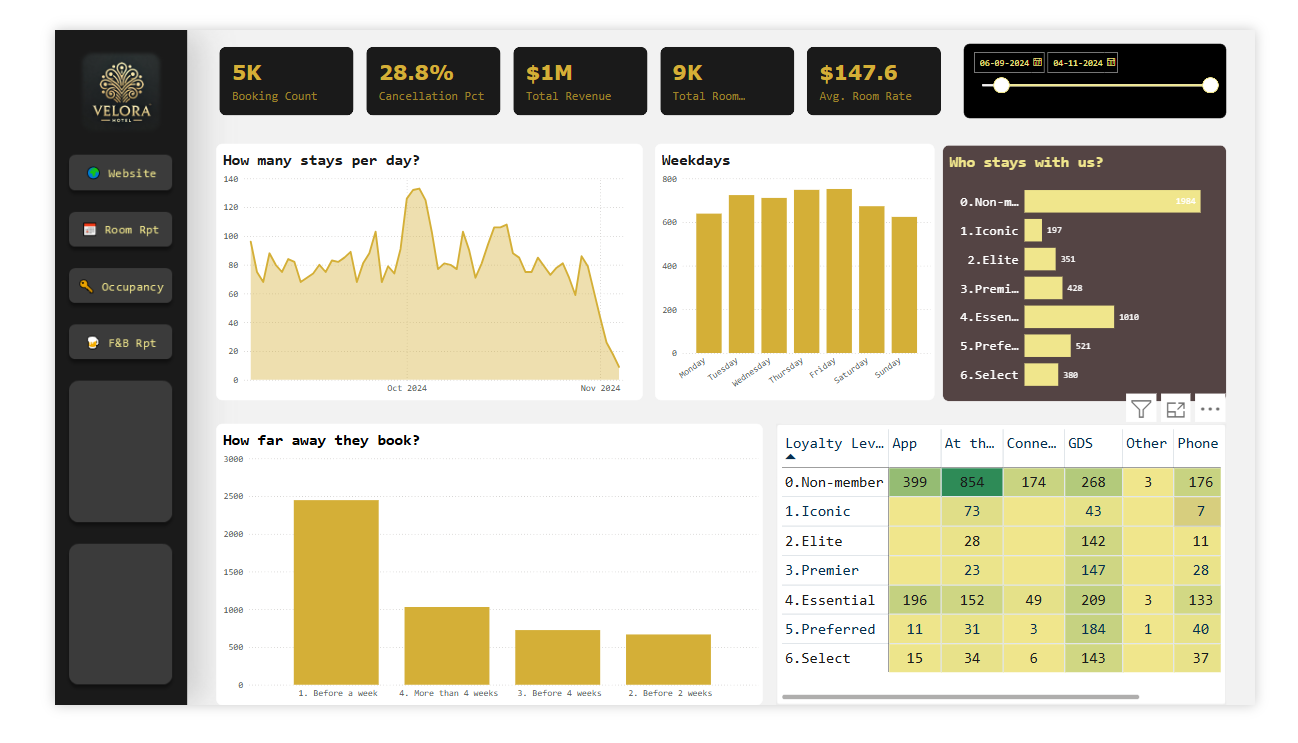 VELORA
HOTEL
Website
Room Rpt
Occupancy
F&B Rpt
5K
Booking Count
28.8%
Cancellation Pct
$1M
Total Revenue
9K
Total Room…
$147.6
Avg. Room Rate
06-09-2024 04-11-2024
How many stays per day?
140
120
100
80
60
40
20
0
Oct 2024 Nov 2024
Weekdays
800
600
400
200
0
Monday Tuesday Wednesday Thursday Friday Saturday Sunday
Who stays with us?
0.Non-m… 1984
1.Iconic 197
2.Elite 351
3.Premi… 428
4.Essen… 1010
5.Prefe… 521
6.Select 380
How far away they book?
3000
2500
2000
1500
1000
500
0
1. Before a week 4. More than 4 weeks 3. Before 4 weeks 2. Before 2 weeks
Loyalty Lev… App At th… Conne… GDS Other Phone
0.Non-member 399 854 174 268 3 176
1.Iconic 73 43 7
2.Elite 28 142 11
3.Premier 23 147 28
4.Essential 196 152 49 209 3 133
5.Preferred 11 31 3 184 1 40
6.Select 15 34 6 143 37